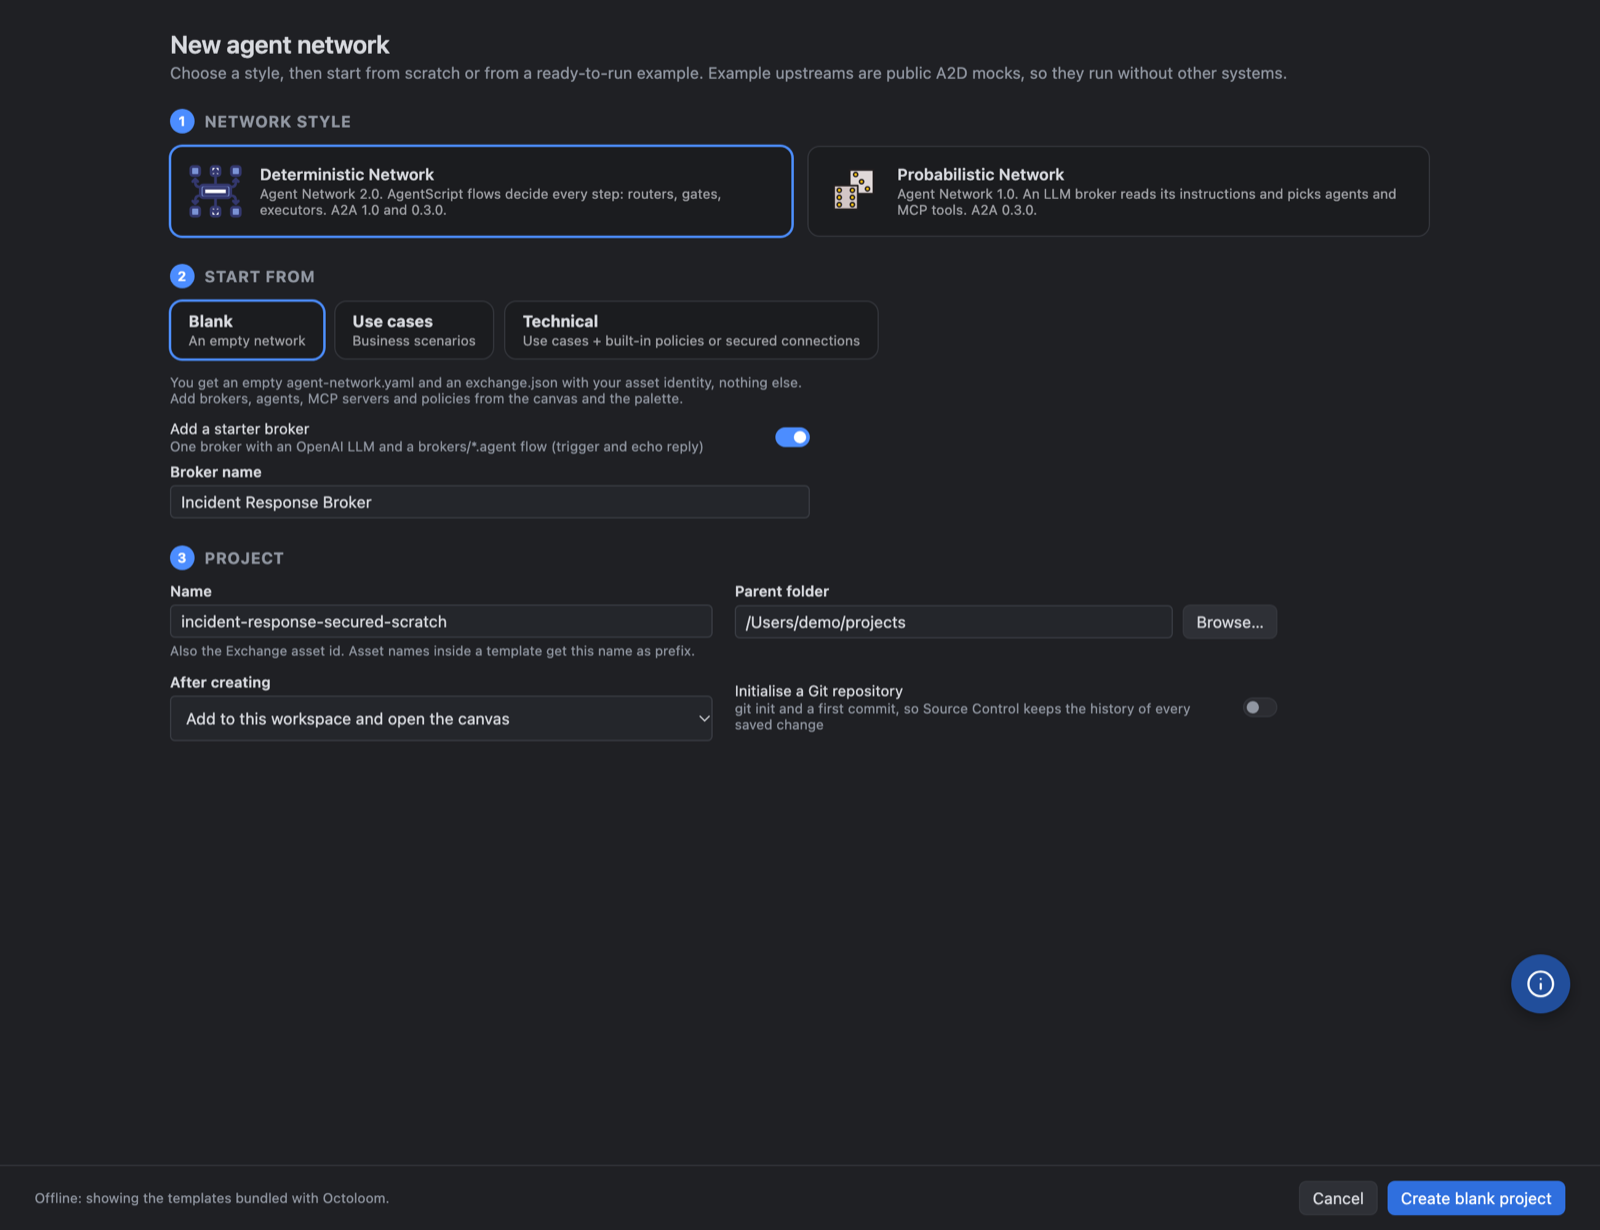 New agent network
Choose a style, then start from scratch or from a ready-to-run example. Example upstreams are public A2D mocks, so they run without other systems.
1 NETWORK STYLE
Deterministic Network
Agent Network 2.0. AgentScript flows decide every step: routers, gates,
executors. A2A 1.0 and 0.3.0.
Probabilistic Network
Agent Network 1.0. An LLM broker reads its instructions and picks agents and
MCP tools. A2A 0.3.0.
2 START FROM
Blank
An empty network
Use cases
Business scenarios
Technical
Use cases + built-in policies or secured connections
You get an empty agent-network.yaml and an exchange.json with your asset identity, nothing else.
Add brokers, agents, MCP servers and policies from the canvas and the palette.
Add a starter broker
One broker with an OpenAI LLM and a brokers/*.agent flow (trigger and echo reply)
Broker name
Incident Response Broker
3 PROJECT
Name
incident-response-secured-scratch
Also the Exchange asset id. Asset names inside a template get this name as prefix.
Parent folder
/Users/demo/projects
Browse...
After creating
Add to this workspace and open the canvas
Initialise a Git repository
git init and a first commit, so Source Control keeps the history of every
saved change
Offline: showing the templates bundled with Octoloom.
Cancel
Create blank project